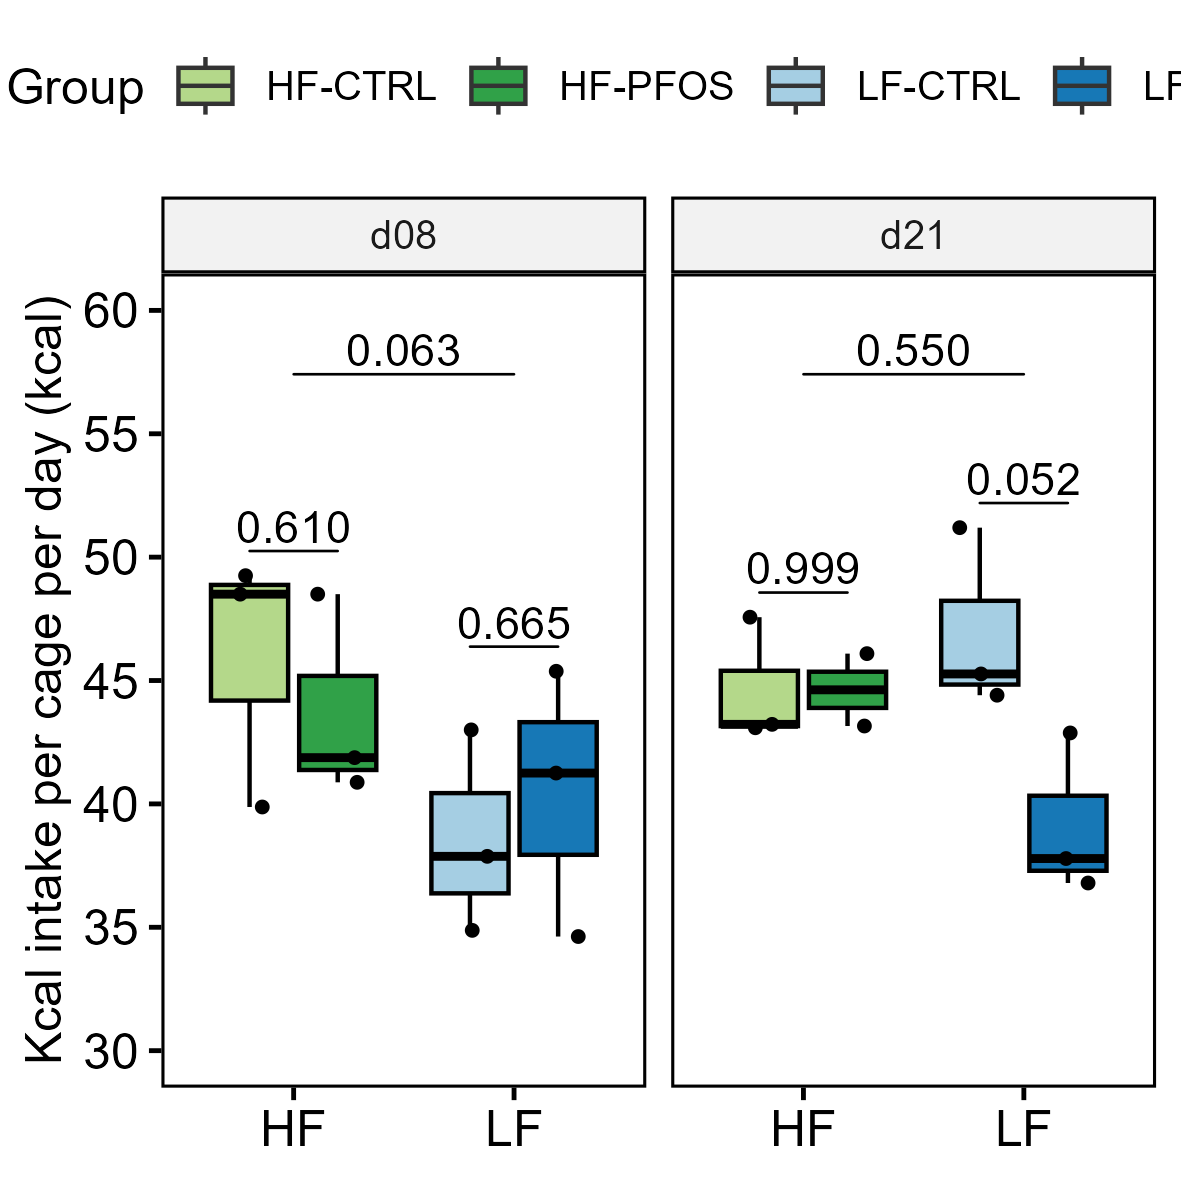 Group HF-CTRL HF-PFOS LF-CTRL LF
d08 d21
Kcal intake per cage per day (kcal)
60
55
50
45
40
35
30
0.063 0.550
0.052
0.610 0.999
0.665
HF LF HF LF